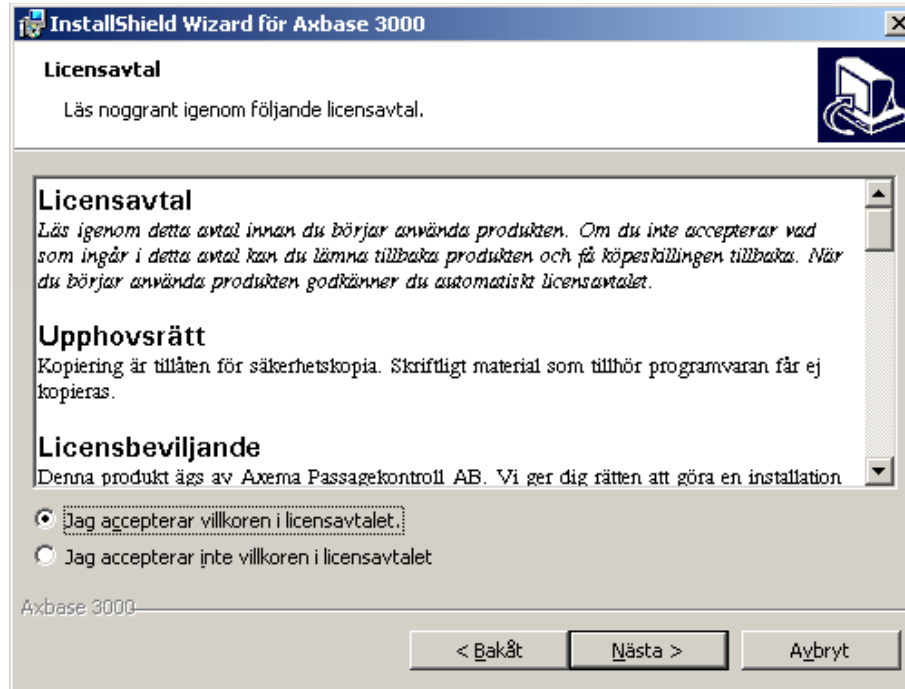 InstallShield Wizard för Axbase 3000
Licensavtal
Läs noggrant igenom följande licensavtal.
Licensavtal
Läs igenom detta avtal innan du börjar använda produkten. Om du inte accepterar vad
som ingår i detta avtal kan du lämna tillbaka produkten och få köpeskillingen tillbaka. När
du börjar använda produkten godkänner du automatiskt licensavtalet.
Upphovsrätt
Kopiering är tillåten för säkerhetskopia. Skriftligt material som tillhör programvaran får ej
kopieras.
Licensbeviljande
Denna produkt ägs av Axema Passagekontroll AB. Vi ger dig rätten att göra en installation
Jag accepterar villkoren i licensavtalet.
Jag accepterar inte villkoren i licensavtalet
Axbase 3000
< Bakåt
Nästa >
Avbryt